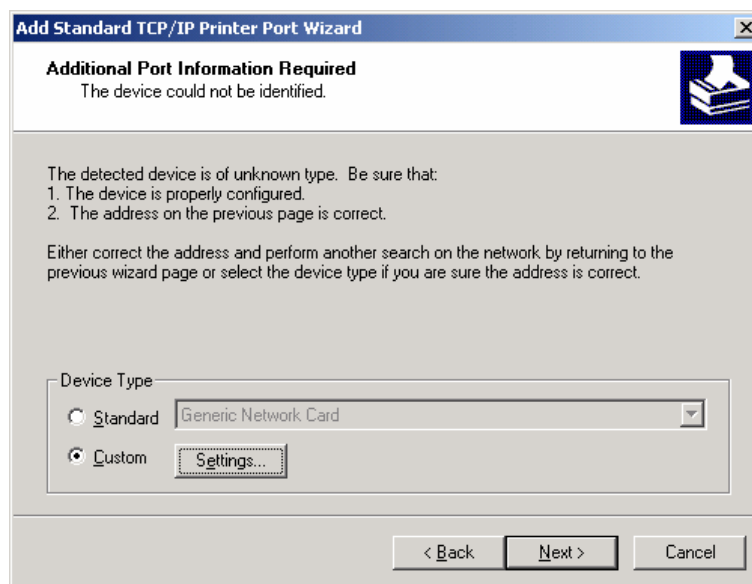 Add Standard TCP/IP Printer Port Wizard
Additional Port Information Required
The device could not be identified.
The detected device is of unknown type.  Be sure that:
1. The device is properly configured.
2.  The address on the previous page is correct.
Either correct the address and perform another search on the network by returning to the
previous wizard page or select the device type if you are sure the address is correct.
Device Type
Standard
Generic Network Card
Custom
Settings...
< Back
Next >
Cancel